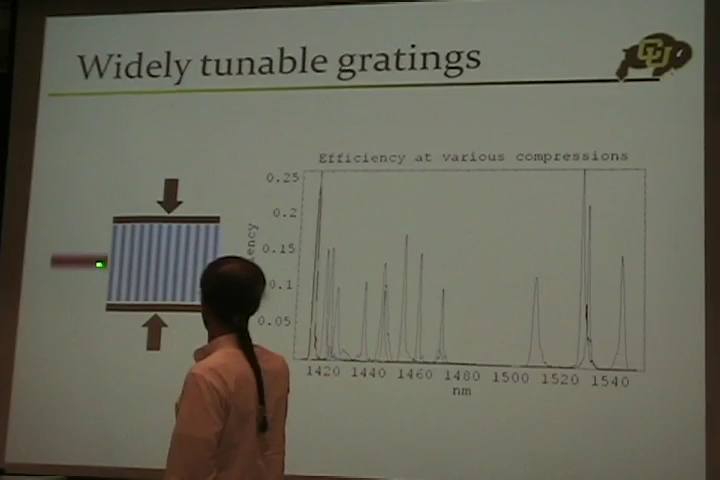 Widely tunable gratings
CU
Efficiency at various compressions
0.25
0.2
0.15
0.1
0.05
1420 1440 1460 1480 1500 1520 1540
nm